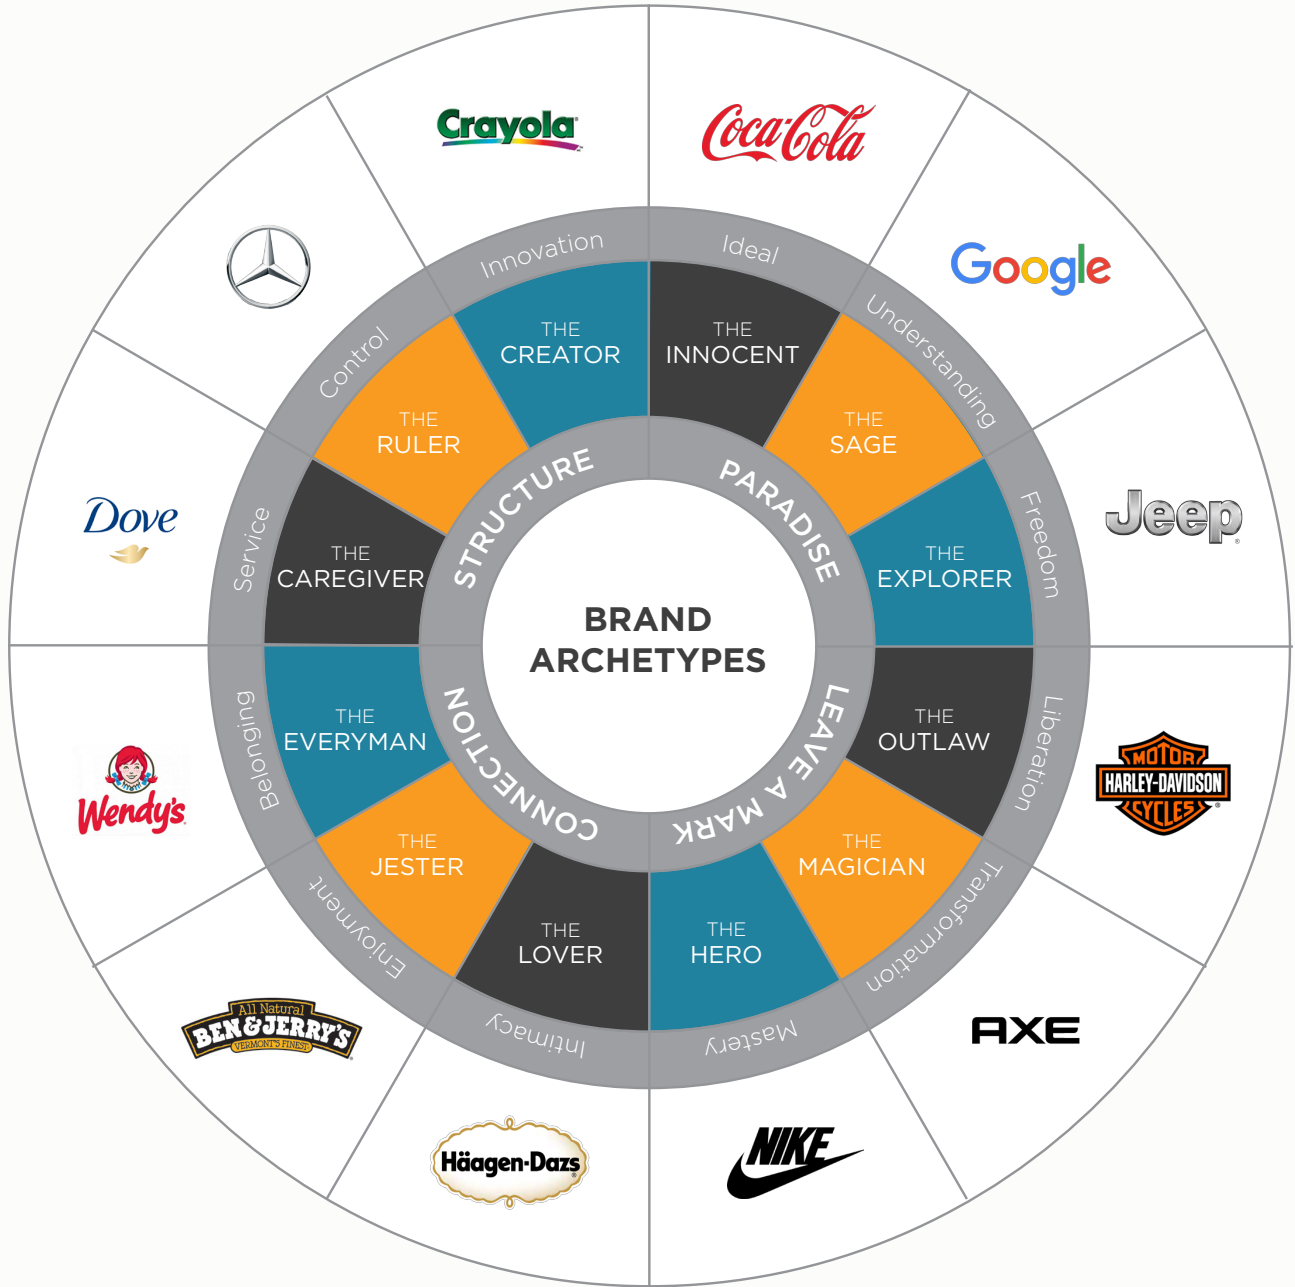 BRAND
ARCHETYPES
STRUCTURE
PARADISE
LEAVE A MARK
CONNECTION
THE
INNOCENT
Ideal
Coca-Cola
THE
SAGE
Understanding
Google
THE
EXPLORER
Freedom
Jeep
®
THE
OUTLAW
Liberation
MOTOR
HARLEY-DAVIDSON
CYCLES
®
THE
MAGICIAN
Transformation
AXE
THE
HERO
Mastery
NIKE
THE
LOVER
Intimacy
Häagen-Dazs
®
THE
JESTER
Enjoyment
All Natural
BEN & JERRY'S
VERMONT'S FINEST
THE
EVERYMAN
Belonging
Wendy's
THE
CAREGIVER
Service
Dove
THE
RULER
Control
THE
CREATOR
Innovation
Crayola